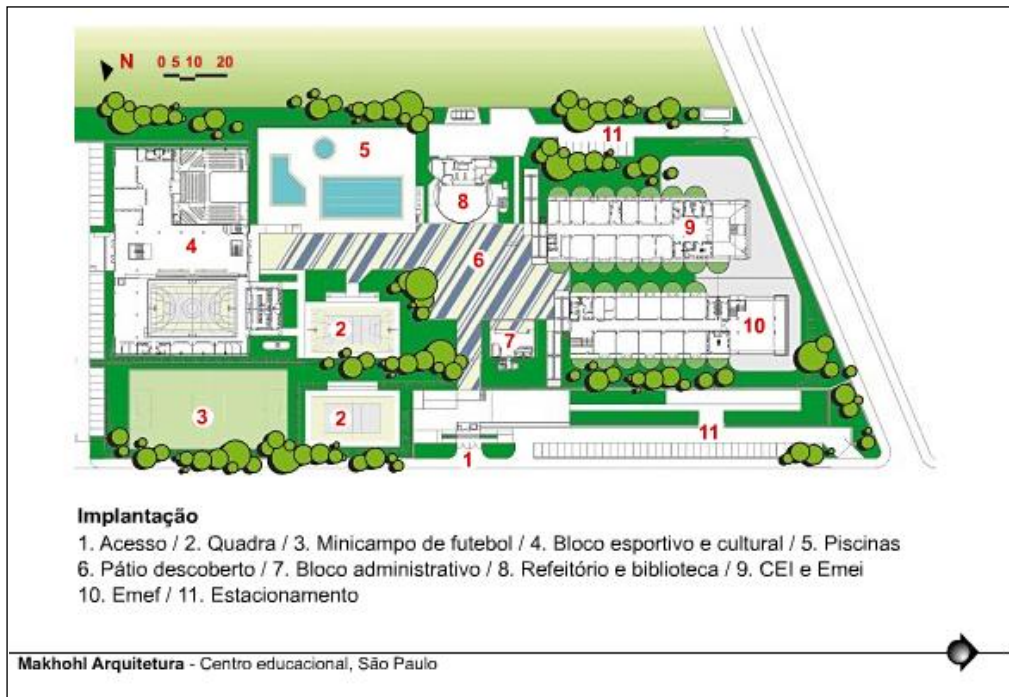 N 0 5 10 20
11
5
8
9
4
6
10
2
7
3
2
11
1
Implantação
1. Acesso / 2. Quadra / 3. Minicampo de futebol / 4. Bloco esportivo e cultural / 5. Piscinas
6. Pátio descoberto / 7. Bloco administrativo / 8. Refeitório e biblioteca / 9. CEI e Emei
10. Emef / 11. Estacionamento
Makhohl Arquitetura - Centro educacional, São Paulo